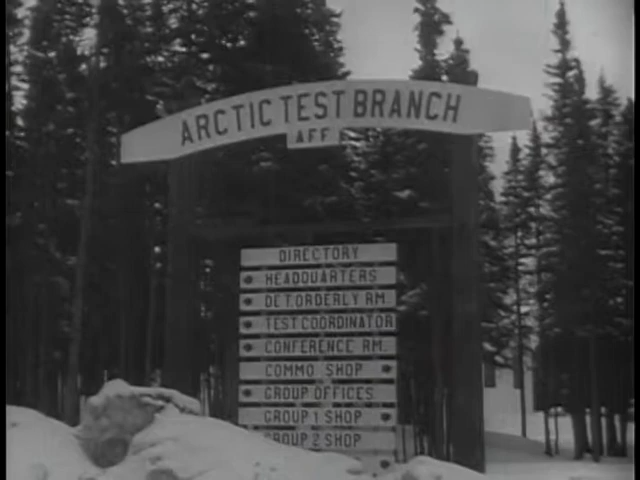 ARCTIC TEST BRANCH
AFF
DIRECTORY
HEADQUARTERS
DET. ORDERLY RM.
TEST COORDINATOR
CONFERENCE RM.
COMMO SHOP
GROUP OFFICES
GROUP 1 SHOP
GROUP 2 SHOP